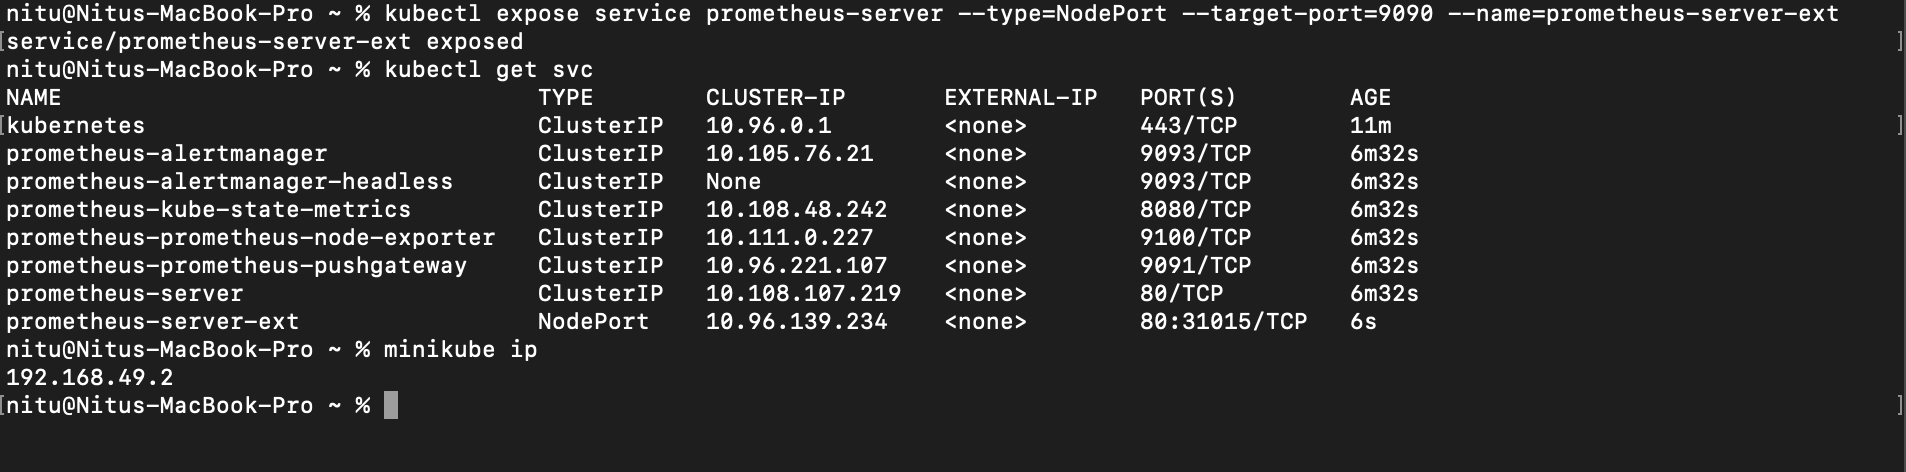 nitu@Nitus-MacBook-Pro ~ % kubectl expose service prometheus-server --type=NodePort --target-port=9090 --name=prometheus-server-ext
[service/prometheus-server-ext exposed ]
nitu@Nitus-MacBook-Pro ~ % kubectl get svc
NAME TYPE CLUSTER-IP EXTERNAL-IP PORT(S) AGE
[kubernetes ClusterIP 10.96.0.1 <none> 443/TCP 11m ]
prometheus-alertmanager ClusterIP 10.105.76.21 <none> 9093/TCP 6m32s
prometheus-alertmanager-headless ClusterIP None <none> 9093/TCP 6m32s
prometheus-kube-state-metrics ClusterIP 10.108.48.242 <none> 8080/TCP 6m32s
prometheus-prometheus-node-exporter ClusterIP 10.111.0.227 <none> 9100/TCP 6m32s
prometheus-prometheus-pushgateway ClusterIP 10.96.221.107 <none> 9091/TCP 6m32s
prometheus-server ClusterIP 10.108.107.219 <none> 80/TCP 6m32s
prometheus-server-ext NodePort 10.96.139.234 <none> 80:31015/TCP 6s
nitu@Nitus-MacBook-Pro ~ % minikube ip
192.168.49.2
[nitu@Nitus-MacBook-Pro ~ % ]